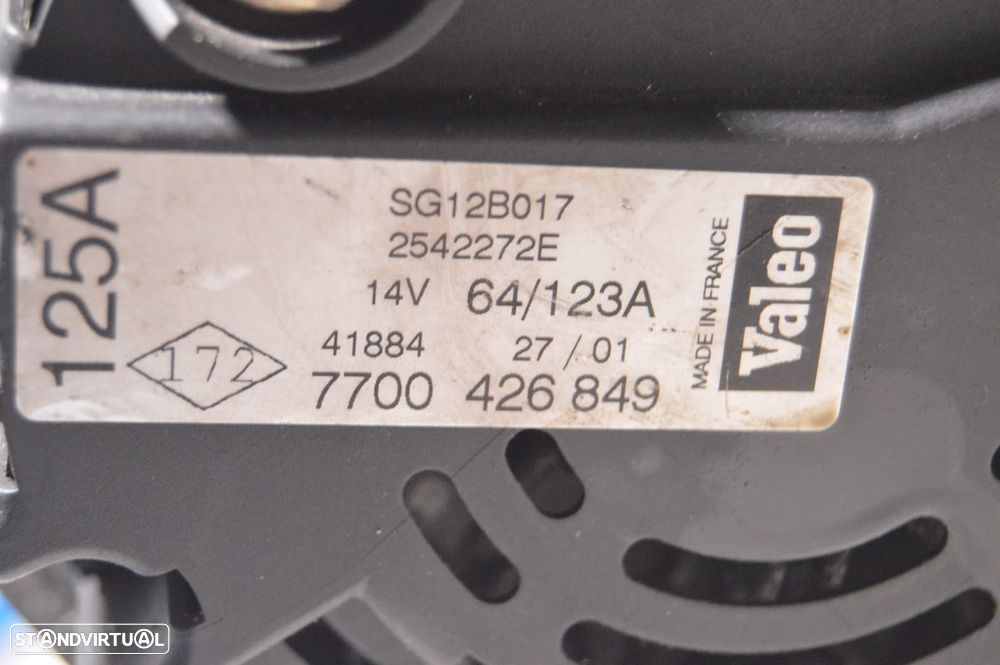 125A
SG12B017
2542272E
14V 64/123A
172
41884 27 / 01
7700 426 849
MADE IN FRANCE
Valeo
STANDVIRTUAL